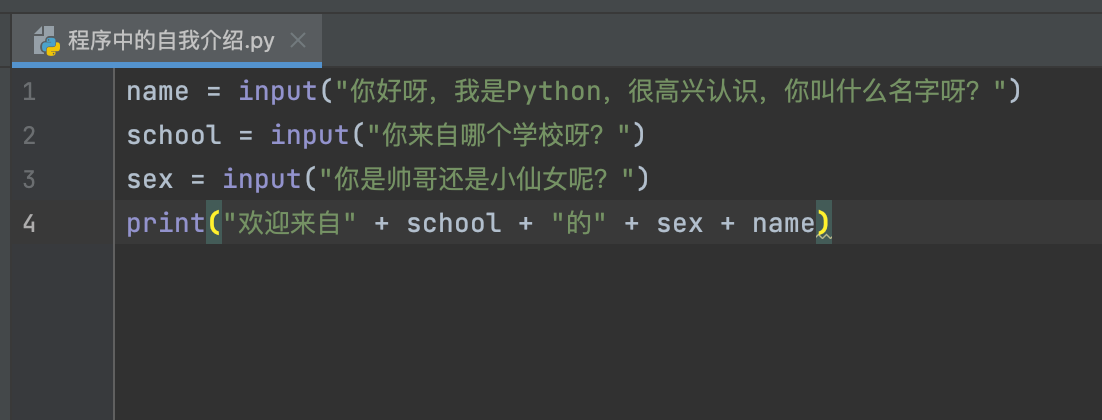 程序中的自我介绍.py
1 name = input("你好呀，我是Python，很高兴认识，你叫什么名字呀？")
2 school = input("你来自哪个学校呀？")
3 sex = input("你是帅哥还是小仙女呢？")
4 print("欢迎来自" + school + "的" + sex + name)